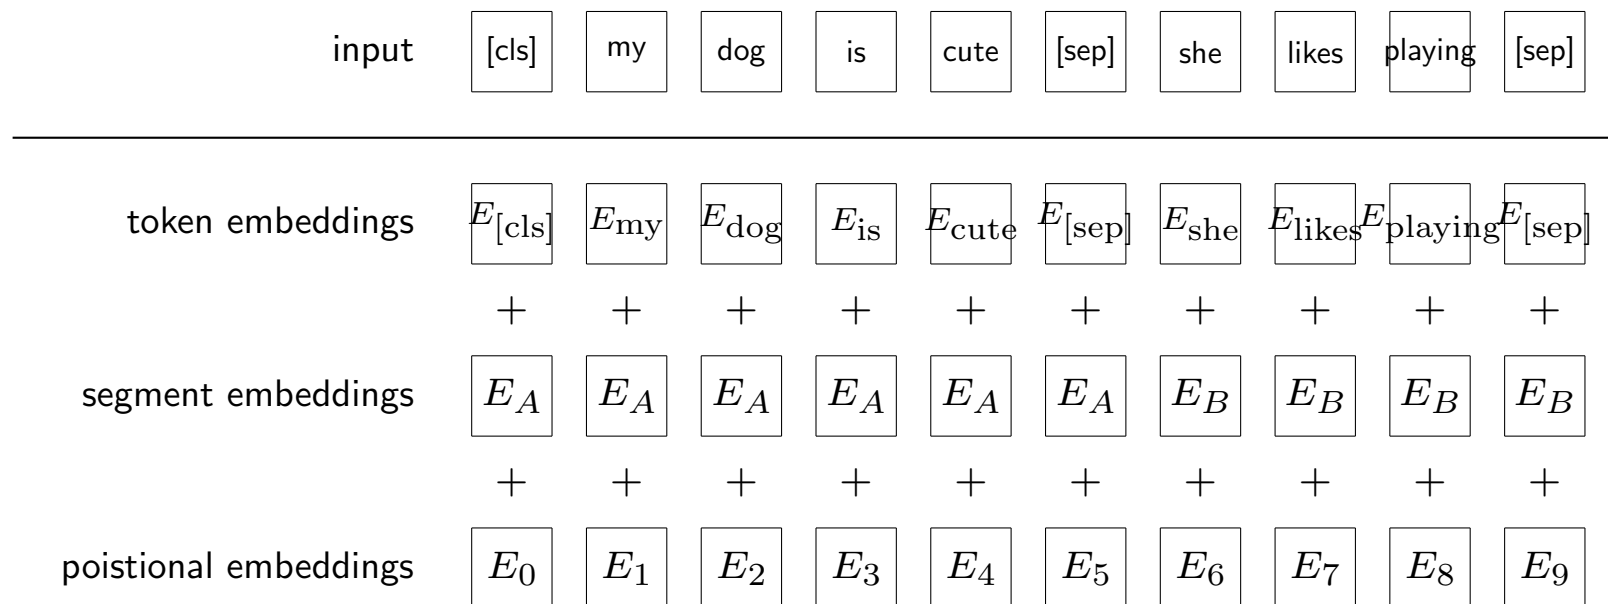 input [cls] my dog is cute [sep] she likes playing [sep]
token embeddings E[cls] Emy Edog Eis Ecute E[sep] Eshe Elikes Eplaying E[sep]
+ + + + + + + + + +
segment embeddings EA EA EA EA EA EA EB EB EB EB
+ + + + + + + + + +
poistional embeddings E0 E1 E2 E3 E4 E5 E6 E7 E8 E9